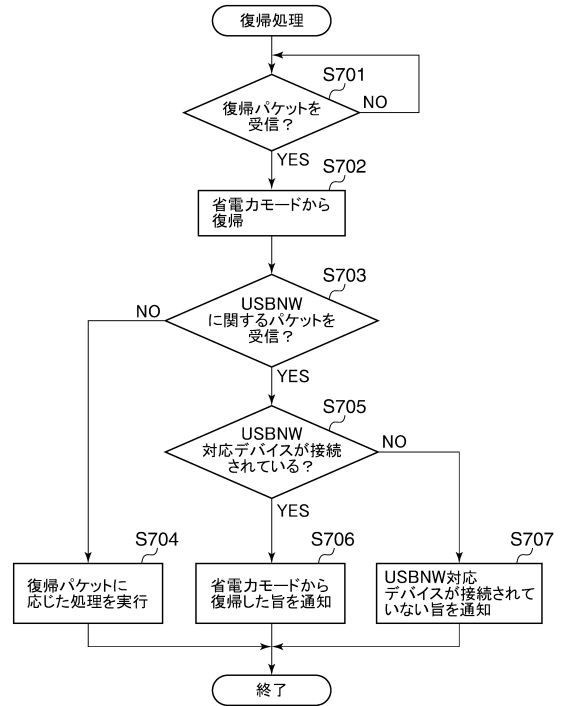 復帰処理
S701
復帰パケットを
受信？
NO
YES
S702
省電力モードから
復帰
S703
USBNW
に関するパケットを
受信？
NO
YES
S705
USBNW
対応デバイスが接続
されている？
NO
YES
S704
復帰パケットに
応じた処理を実行
S706
省電力モードから
復帰した旨を通知
S707
USBNW対応
デバイスが接続されて
いない旨を通知
終了